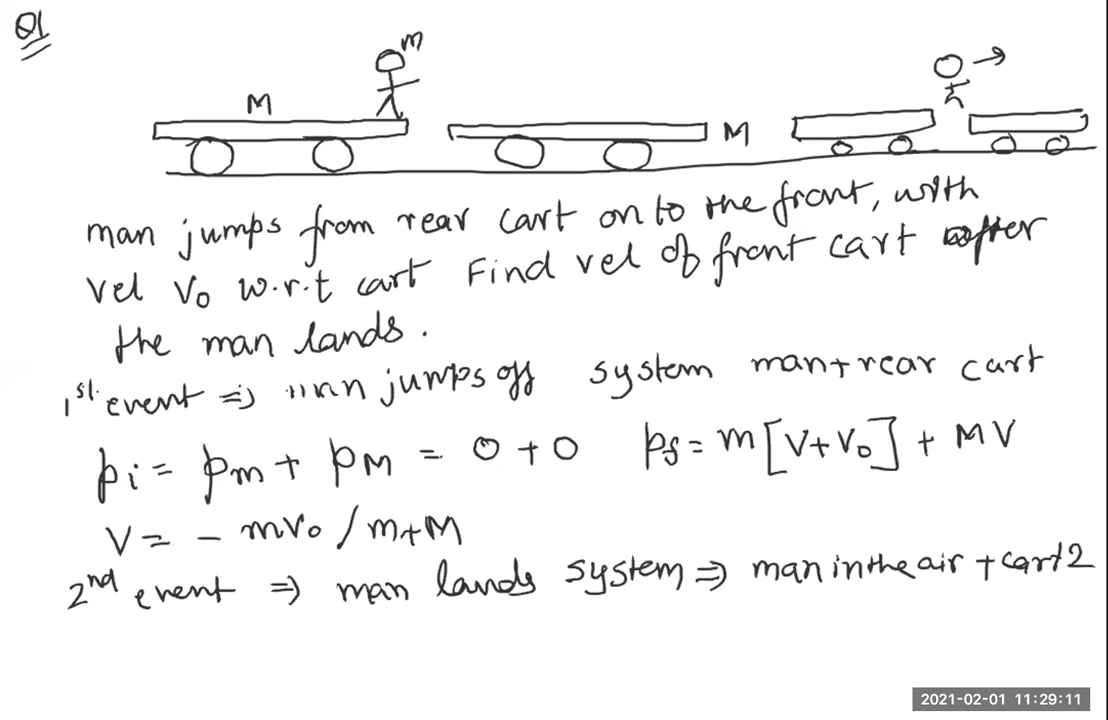 Q1
m
M
M
man jumps from rear cart on to the front, with
vel v₀ w.r.t cart Find vel of front cart after
the man lands.
1st event ⇒ man jumps off system man+rear cart
pi = pm + pM = 0 + 0 pf = m[V+V₀] + MV
V = - mv₀ / m+M
2nd event ⇒ man lands system ⇒ man in the air + cart 2
2021-02-01 11:29:11